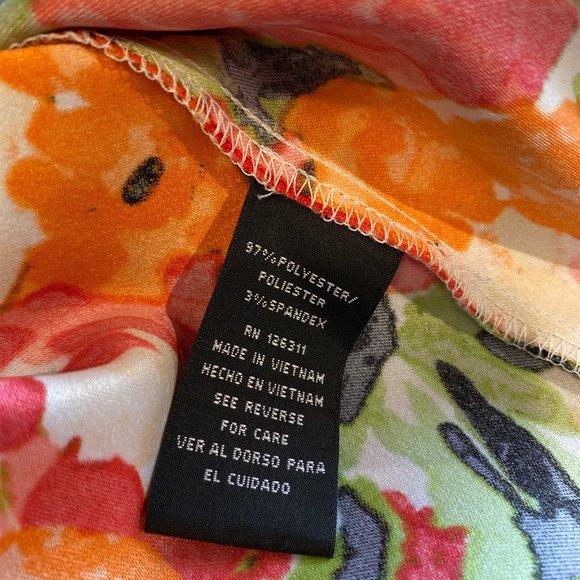 97%POLYESTER/
POLIESTER
3%SPANDEX
RN 126311
MADE IN VIETNAM
HECHO EN VIETNAM
SEE REVERSE
FOR CARE
VER AL DORSO PARA
EL CUIDADO